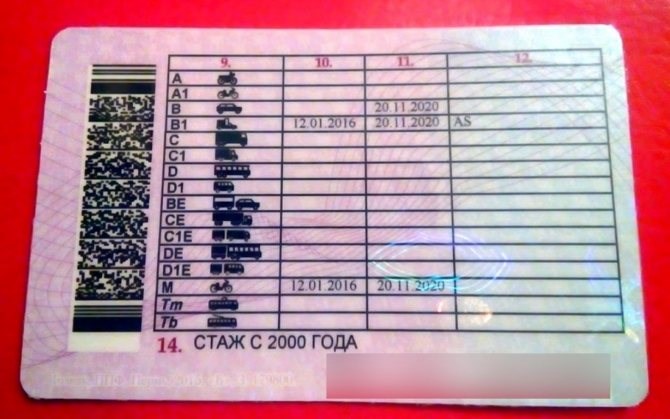 9. 10. 11. 12.
A
A1
B 20.11.2020
B1 12.01.2016 20.11.2020 AS
C
C1
D
D1
BE
CE
C1E
DE
D1E
M 12.01.2016 20.11.2020
Tm
Tb
14. СТАЖ С 2000 ГОДА